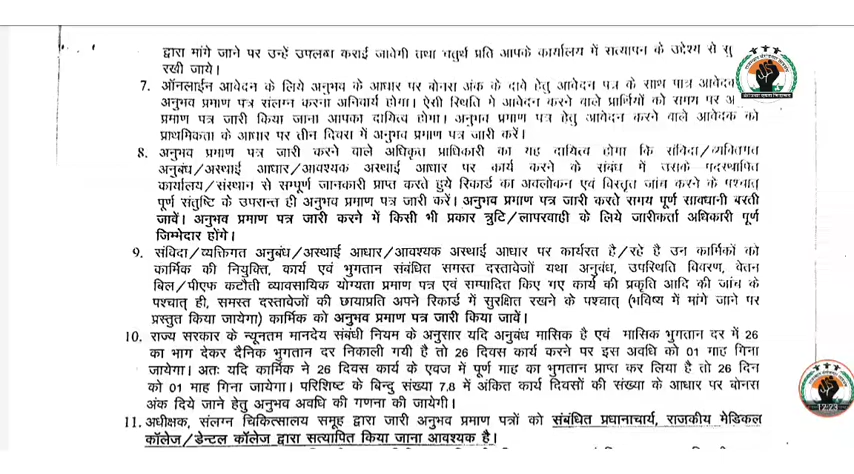 द्वारा मांगे जाने पर उन्हें उपलब्ध कराई जावेगी तथा चतुर्थ प्रति आपके कार्यालय में सत्यापन के उद्देश्य से सु
रखी जाये।
7. ऑनलाईन आवेदन के लिये अनुभव के आधार पर बोनस अंक के दावे हेतु आवेदन पत्र के साथ पात्र आवेदन
अनुभव प्रमाण पत्र संलग्न करना अनिवार्य होगा। ऐसी स्थिति में आवेदन करने वाले प्रार्थियों को समय पर अ
प्रमाण पत्र जारी किया जाना आपका दायित्व होगा। अनुभव प्रमाण पत्र हेतु आवेदन करने वाले आवेदक को
प्राथमिकता के आधार पर तीन दिवस में अनुभव प्रमाण पत्र जारी करें।
8. अनुभव प्रमाण पत्र जारी करने वाले अधिकृत प्राधिकारी का यह दायित्व होगा कि संविदा/व्यक्तिगत
अनुबंध/अस्थाई आधार/आवश्यक अस्थाई आधार पर कार्य करने के संबंध में उसके पदस्थापित
कार्यालय/संस्थान से सम्पूर्ण जानकारी प्राप्त करते हुये रिकार्ड का अवलोकन एवं विस्तृत जांच करने के पश्चात्
पूर्ण संतुष्टि के उपरान्त ही अनुभव प्रमाण पत्र जारी करें। अनुभव प्रमाण पत्र जारी करते समय पूर्ण सावधानी बरती
जावें। अनुभव प्रमाण पत्र जारी करने में किसी भी प्रकार त्रुटि/लापरवाही के लिये जारीकर्ता अधिकारी पूर्ण
जिम्मेदार होंगे।
9. संविदा/व्यक्तिगत अनुबंध/अस्थाई आधार/आवश्यक अस्थाई आधार पर कार्यरत है/रहे है उन कार्मिकों को
कार्मिक की नियुक्ति, कार्य एवं भुगतान संबंधित समस्त दस्तावेजों यथा अनुबंध, उपस्थिति विवरण, वेतन
बिल/पीएफ कटौती व्यावसायिक योग्यता प्रमाण पत्र एवं सम्पादित किए गए कार्य की प्रकृति आदि की जांच के
पश्चात् ही, समस्त दस्तावेजों की छायाप्रति अपने रिकार्ड में सुरक्षित रखने के पश्चात् (भविष्य में मांगे जाने पर
प्रस्तुत किया जायेगा) कार्मिक को अनुभव प्रमाण पत्र जारी किया जावें।
10. राज्य सरकार के न्यूनतम मानदेय संबंधी नियम के अनुसार यदि अनुबंध मासिक है एवं मासिक भुगतान दर में 26
का भाग देकर दैनिक भुगतान दर निकाली गयी है तो 26 दिवस कार्य करने पर इस अवधि को 01 माह गिना
जायेगा। अतः यदि कार्मिक ने 26 दिवस कार्य के एवज में पूर्ण माह का भुगतान प्राप्त कर लिया है तो 26 दिन
को 01 माह गिना जायेगा। परिशिष्ट के बिन्दु संख्या 7,8 में अंकित कार्य दिवसों की संख्या के आधार पर बोनस
अंक दिये जाने हेतु अनुभव अवधि की गणना की जायेगी।
11. अधीक्षक, संलग्न चिकित्सालय समूह द्वारा जारी अनुभव प्रमाण पत्रों को संबंधित प्रधानाचार्य, राजकीय मेडिकल
कॉलेज/डेन्टल कॉलेज द्वारा सत्यापित किया जाना आवश्यक है।
12:23